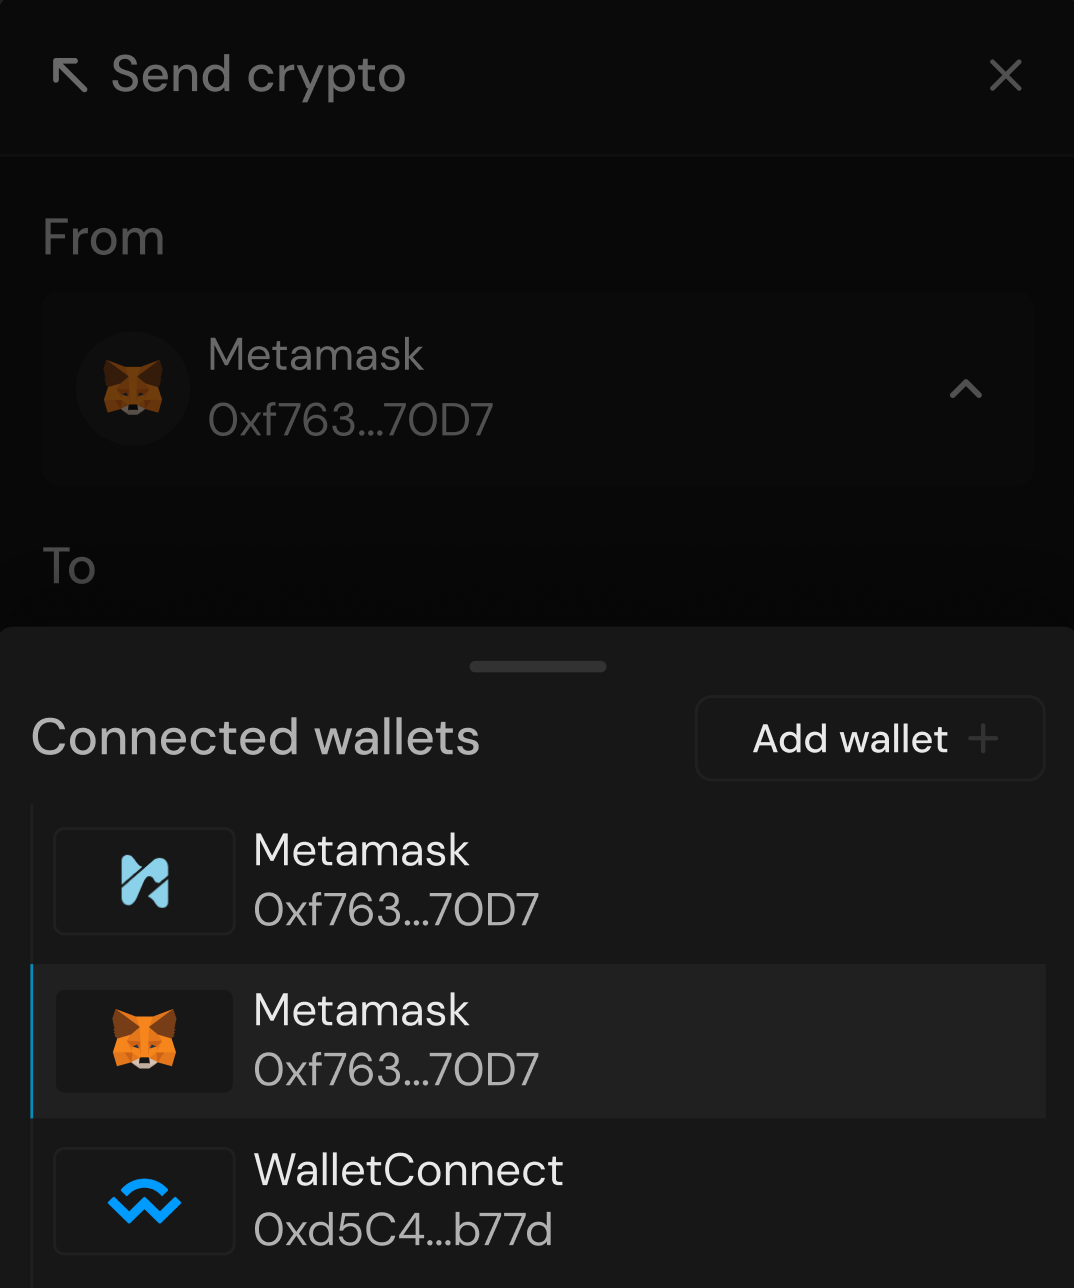 Send crypto
From
Metamask
0xf763...70D7
To
Connected wallets
Add wallet
Metamask
0xf763...70D7
Metamask
0xf763...70D7
WalletConnect
0xd5C4...b77d